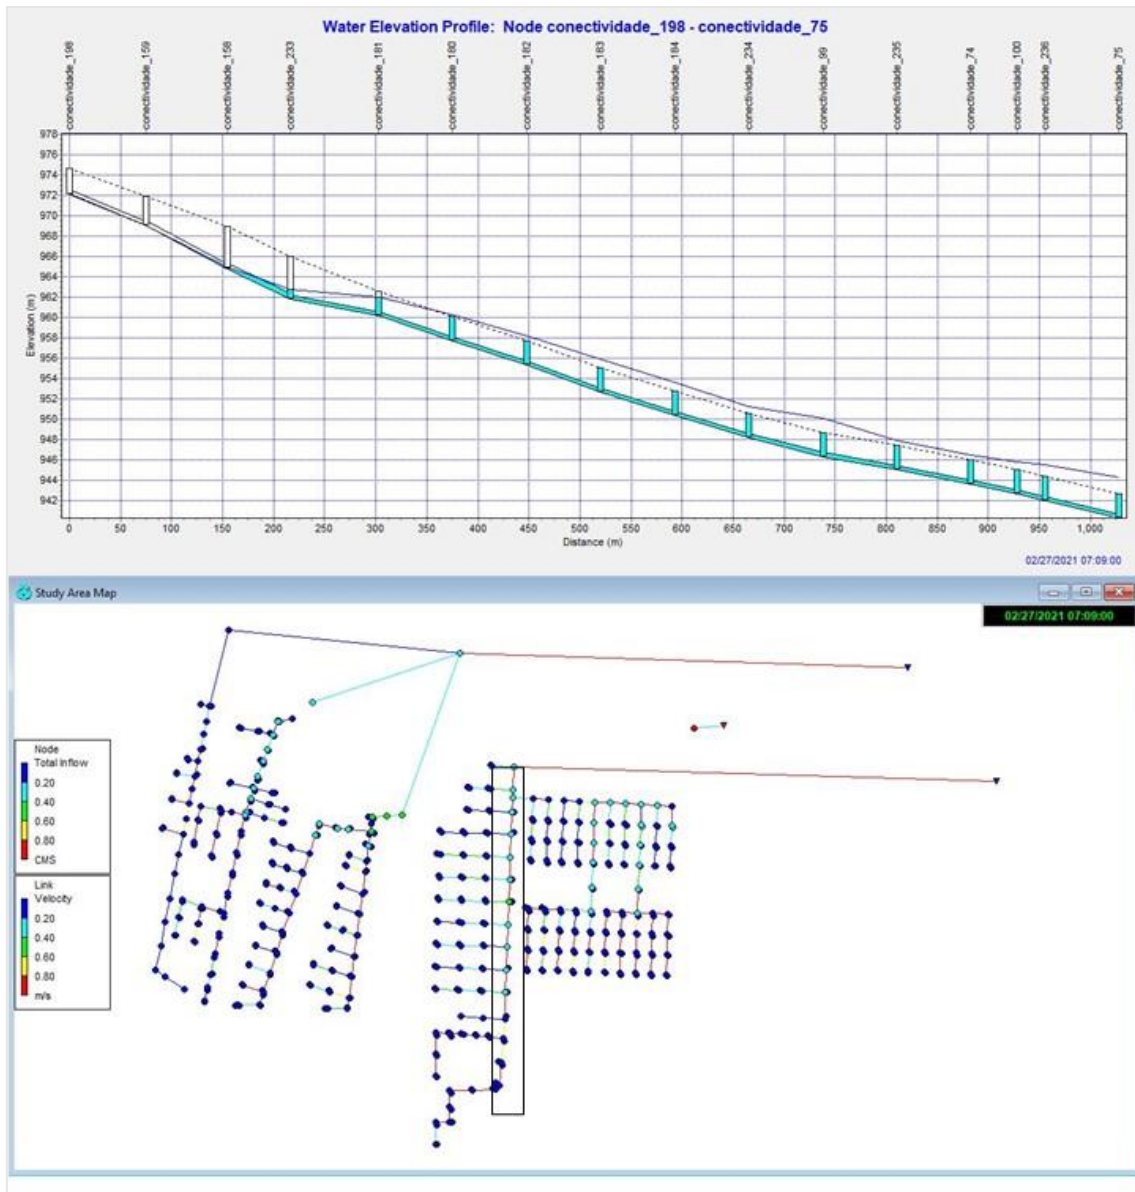 Water Elevation Profile: Node conectividade_198 - conectividade_75
conectividade_198
conectividade_159
conectividade_158
conectividade_233
conectividade_181
conectividade_180
conectividade_182
conectividade_183
conectividade_184
conectividade_234
conectividade_99
conectividade_235
conectividade_74
conectividade_100
conectividade_236
conectividade_75
978
976
974
972
970
968
966
964
962
960
958
956
954
952
950
948
946
944
942
Elevation (m)
0 50 100 150 200 250 300 350 400 450 500 550 600 650 700 750 800 850 900 950 1,000
Distance (m)
02/27/2021 07:09:00
Study Area Map
02/27/2021 07:09:00
Node
Total Inflow
0.20
0.40
0.60
0.80
CMS
Link
Velocity
0.20
0.40
0.60
0.80
m/s